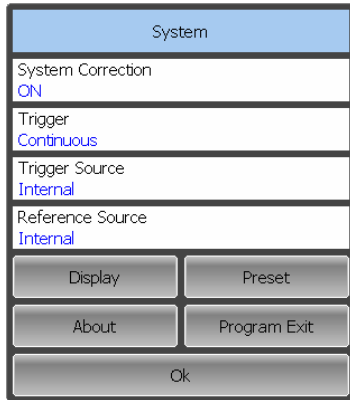 System
System Correction
ON
Trigger
Continuous
Trigger Source
Internal
Reference Source
Internal
Display
Preset
About
Program Exit
Ok